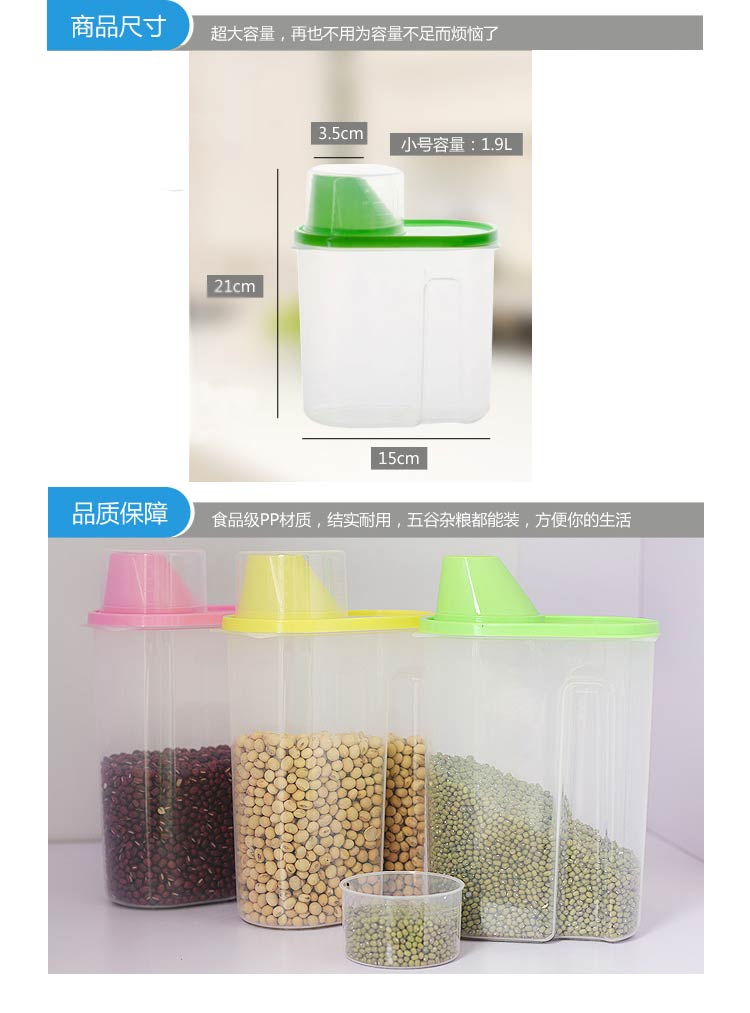 商品尺寸
超大容量，再也不用为容量不足而烦恼了
3.5cm
小号容量：1.9L
21cm
15cm
品质保障
食品级PP材质，结实耐用，五谷杂粮都能装，方便你的生活